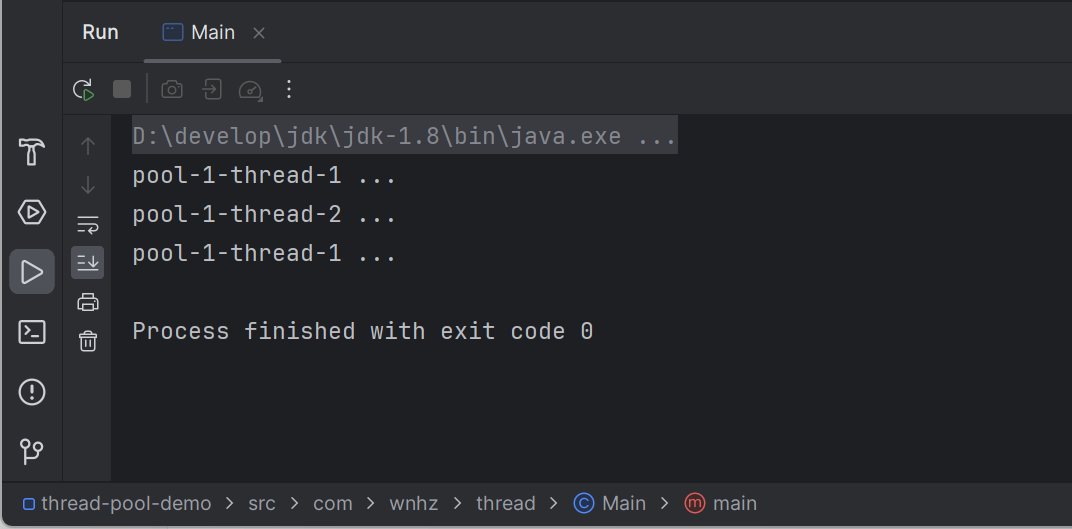 Run Main
D:\develop\jdk\jdk-1.8\bin\java.exe ...
pool-1-thread-1 ...
pool-1-thread-2 ...
pool-1-thread-1 ...
Process finished with exit code 0
thread-pool-demo > src > com > wnhz > thread > C Main > m main